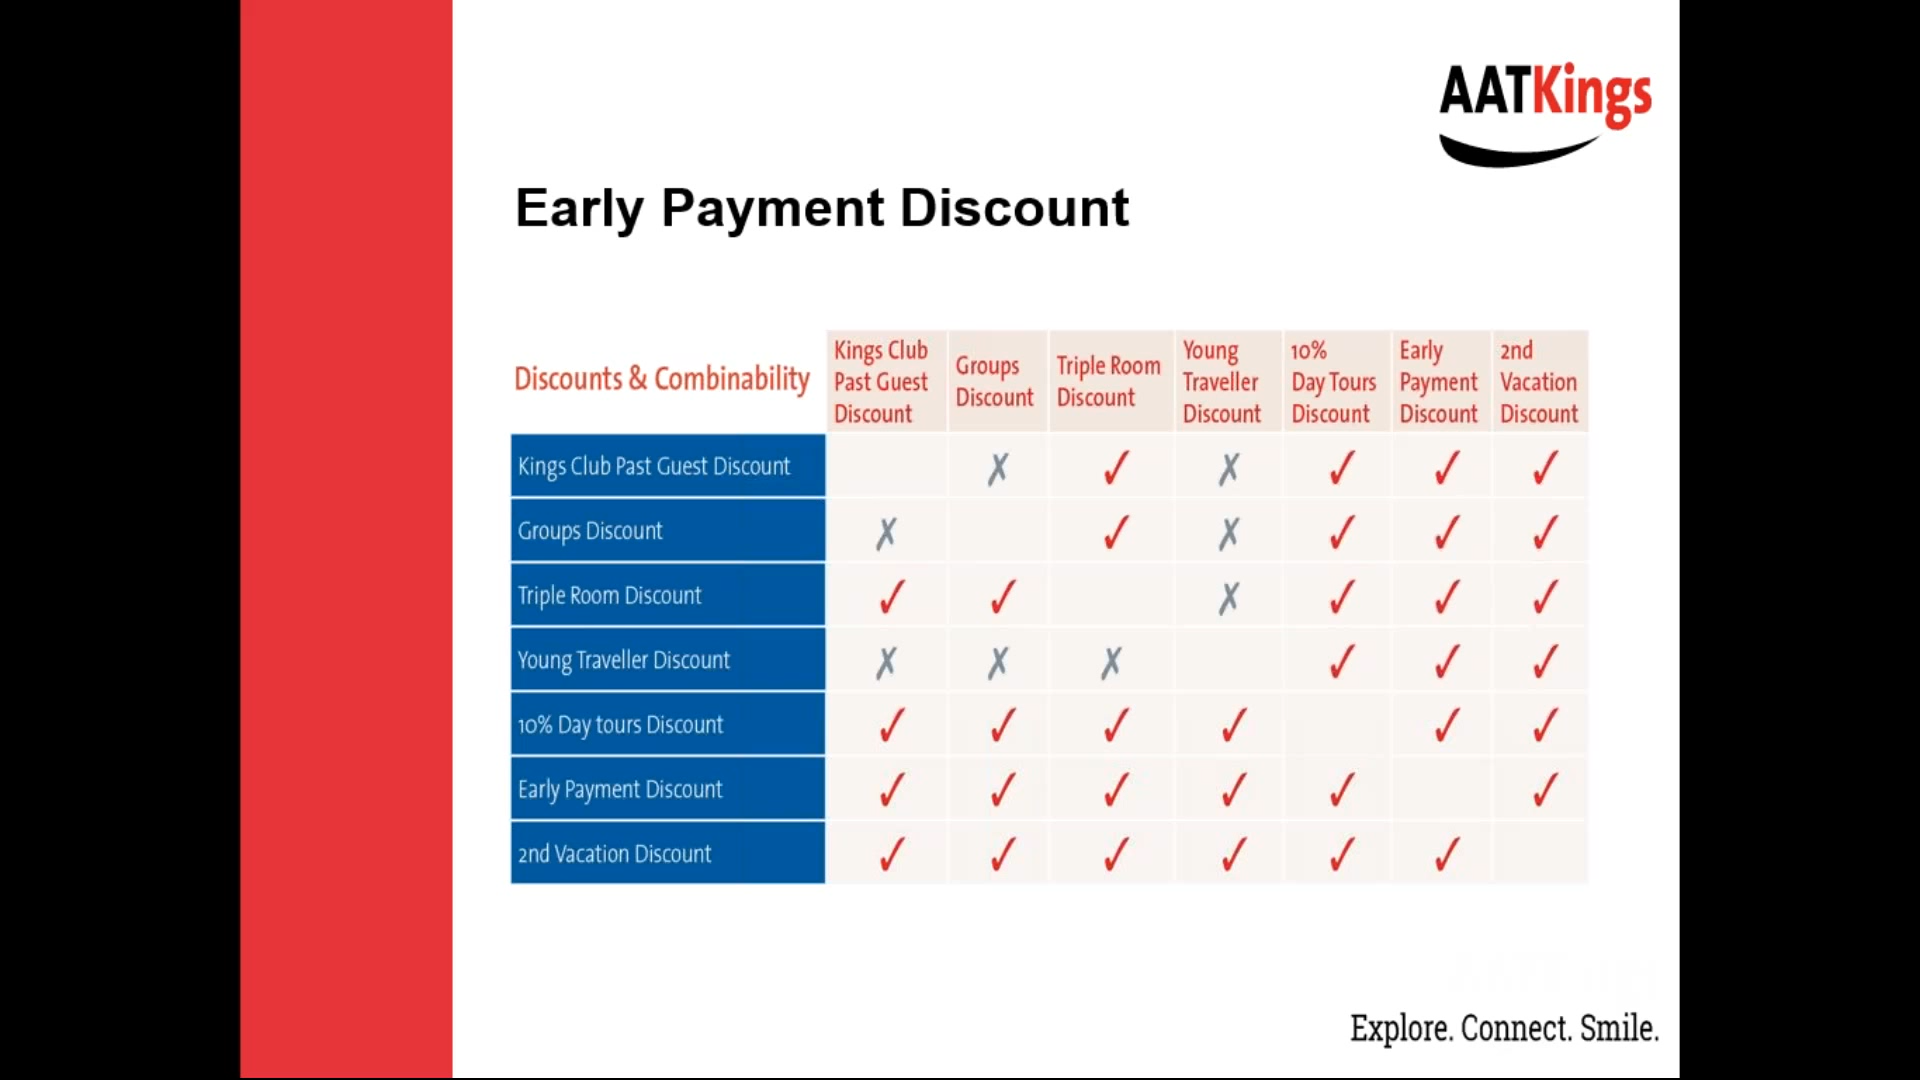 AATKings
Early Payment Discount
Discounts & Combinability
Kings Club Past Guest Discount
Groups Discount
Triple Room Discount
Young Traveller Discount
10% Day Tours Discount
Early Payment Discount
2nd Vacation Discount
Kings Club Past Guest Discount ✗ ✓ ✗ ✓ ✓ ✓
Groups Discount ✗ ✓ ✗ ✓ ✓ ✓
Triple Room Discount ✓ ✓ ✗ ✓ ✓ ✓
Young Traveller Discount ✗ ✗ ✗ ✓ ✓ ✓
10% Day tours Discount ✓ ✓ ✓ ✓ ✓ ✓
Early Payment Discount ✓ ✓ ✓ ✓ ✓ ✓
2nd Vacation Discount ✓ ✓ ✓ ✓ ✓ ✓
Explore. Connect. Smile.